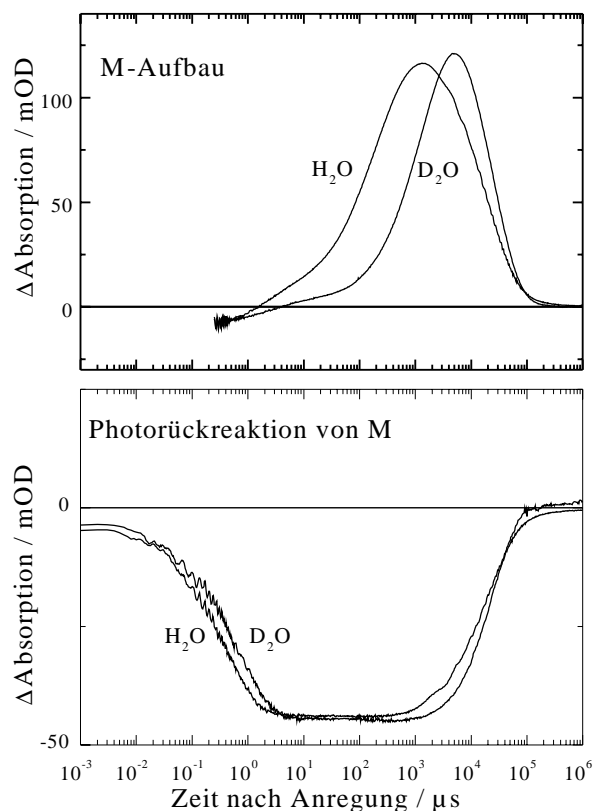 M-Aufbau
ΔAbsorption / mOD
100
50
0
H₂O
D₂O
Photorückreaktion von M
ΔAbsorption / mOD
0
-50
H₂O
D₂O
10⁻³ 10⁻² 10⁻¹ 10⁰ 10¹ 10² 10³ 10⁴ 10⁵ 10⁶
Zeit nach Anregung / µs